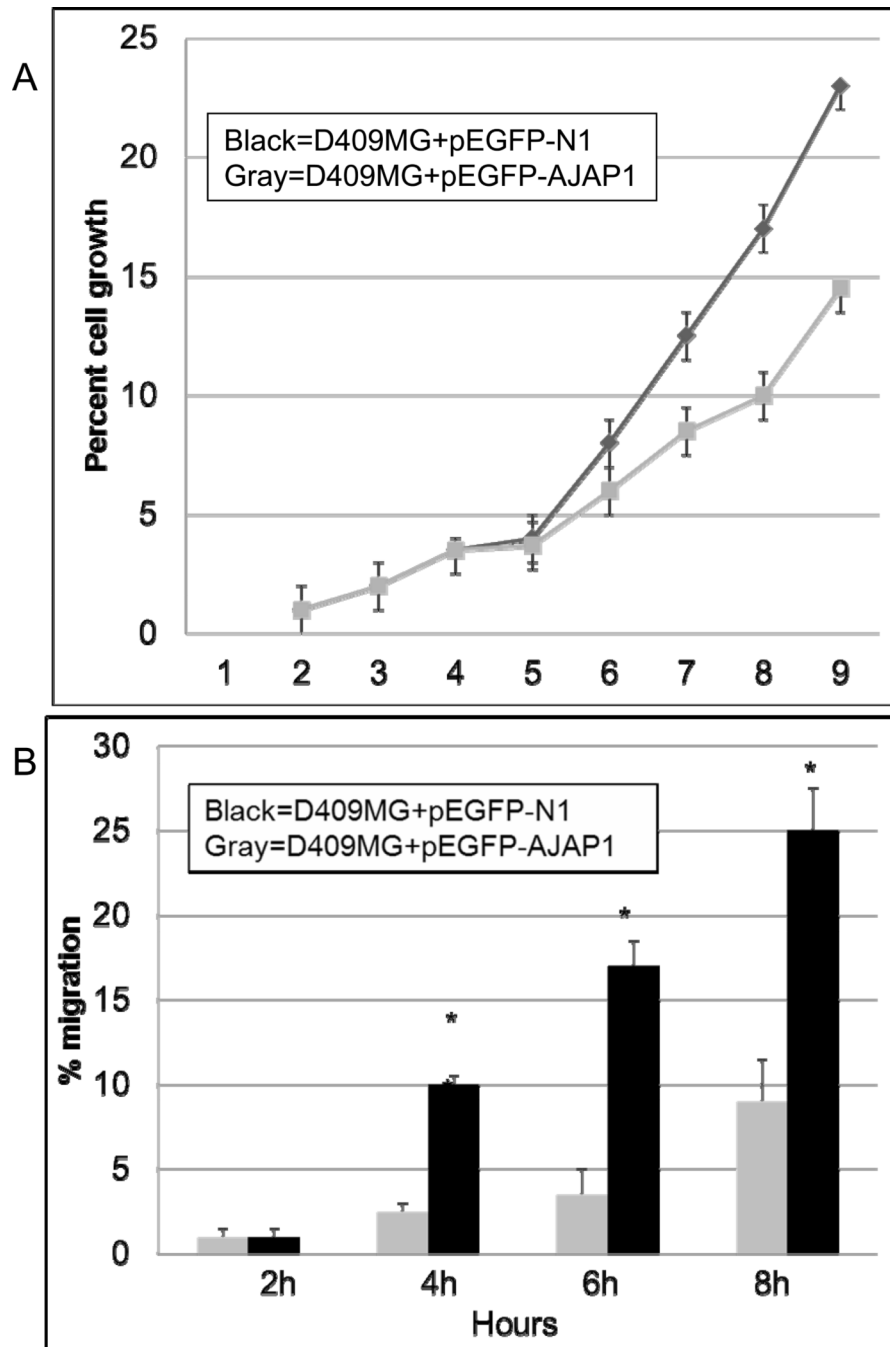 A
25
20
15
10
5
0
Percent cell growth
Black=D409MG+pEGFP-N1
Gray=D409MG+pEGFP-AJAP1
1 2 3 4 5 6 7 8 9
B
30
25
20
15
10
5
0
% migration
Black=D409MG+pEGFP-N1
Gray=D409MG+pEGFP-AJAP1
*
*
*
*
2h 4h 6h 8h
Hours